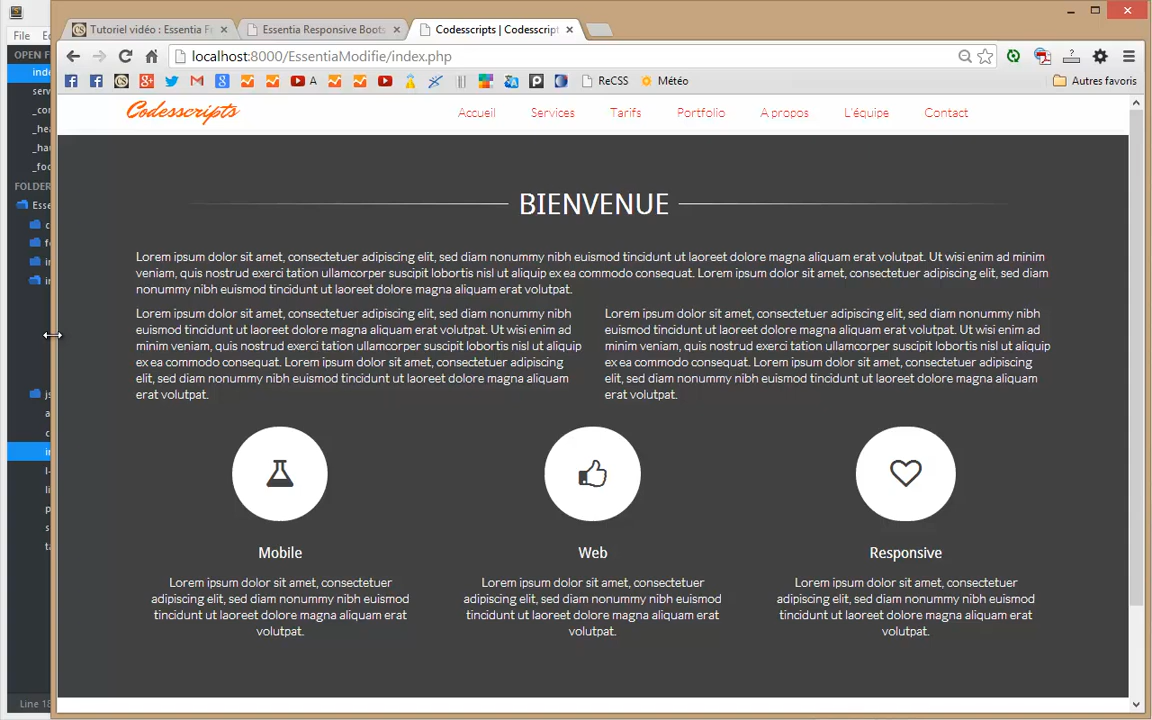 File Ed
OPEN F
inde
serv
_co
_hea
_hau
_foo
FOLDER
Esse
c
f
i
i
js
a
c
in
l-
li
p
s
ta
Line 18
Tutoriel vidéo : Essentia F
Essentia Responsive Boots
Codesscripts | Codesscript
localhost:8000/EssentiaModifie/index.php
A
ReCSS
Météo
Autres favoris
Codesscripts
Accueil Services Tarifs Portfolio A propos L'équipe Contact
BIENVENUE
Lorem ipsum dolor sit amet, consectetuer adipiscing elit, sed diam nonummy nibh euismod tincidunt ut laoreet dolore magna aliquam erat volutpat. Ut wisi enim ad minim
veniam, quis nostrud exerci tation ullamcorper suscipit lobortis nisl ut aliquip ex ea commodo consequat. Lorem ipsum dolor sit amet, consectetuer adipiscing elit, sed diam
nonummy nibh euismod tincidunt ut laoreet dolore magna aliquam erat volutpat.
Lorem ipsum dolor sit amet, consectetuer adipiscing elit, sed diam nonummy nibh
euismod tincidunt ut laoreet dolore magna aliquam erat volutpat. Ut wisi enim ad
minim veniam, quis nostrud exerci tation ullamcorper suscipit lobortis nisl ut aliquip
ex ea commodo consequat. Lorem ipsum dolor sit amet, consectetuer adipiscing
elit, sed diam nonummy nibh euismod tincidunt ut laoreet dolore magna aliquam
erat volutpat.
Lorem ipsum dolor sit amet, consectetuer adipiscing elit, sed diam nonummy nibh
euismod tincidunt ut laoreet dolore magna aliquam erat volutpat. Ut wisi enim ad
minim veniam, quis nostrud exerci tation ullamcorper suscipit lobortis nisl ut aliquip
ex ea commodo consequat. Lorem ipsum dolor sit amet, consectetuer adipiscing
elit, sed diam nonummy nibh euismod tincidunt ut laoreet dolore magna aliquam
erat volutpat.
Mobile
Lorem ipsum dolor sit amet, consectetuer
adipiscing elit, sed diam nonummy nibh euismod
tincidunt ut laoreet dolore magna aliquam erat
volutpat.
Web
Lorem ipsum dolor sit amet, consectetuer
adipiscing elit, sed diam nonummy nibh euismod
tincidunt ut laoreet dolore magna aliquam erat
volutpat.
Responsive
Lorem ipsum dolor sit amet, consectetuer
adipiscing elit, sed diam nonummy nibh euismod
tincidunt ut laoreet dolore magna aliquam erat
volutpat.